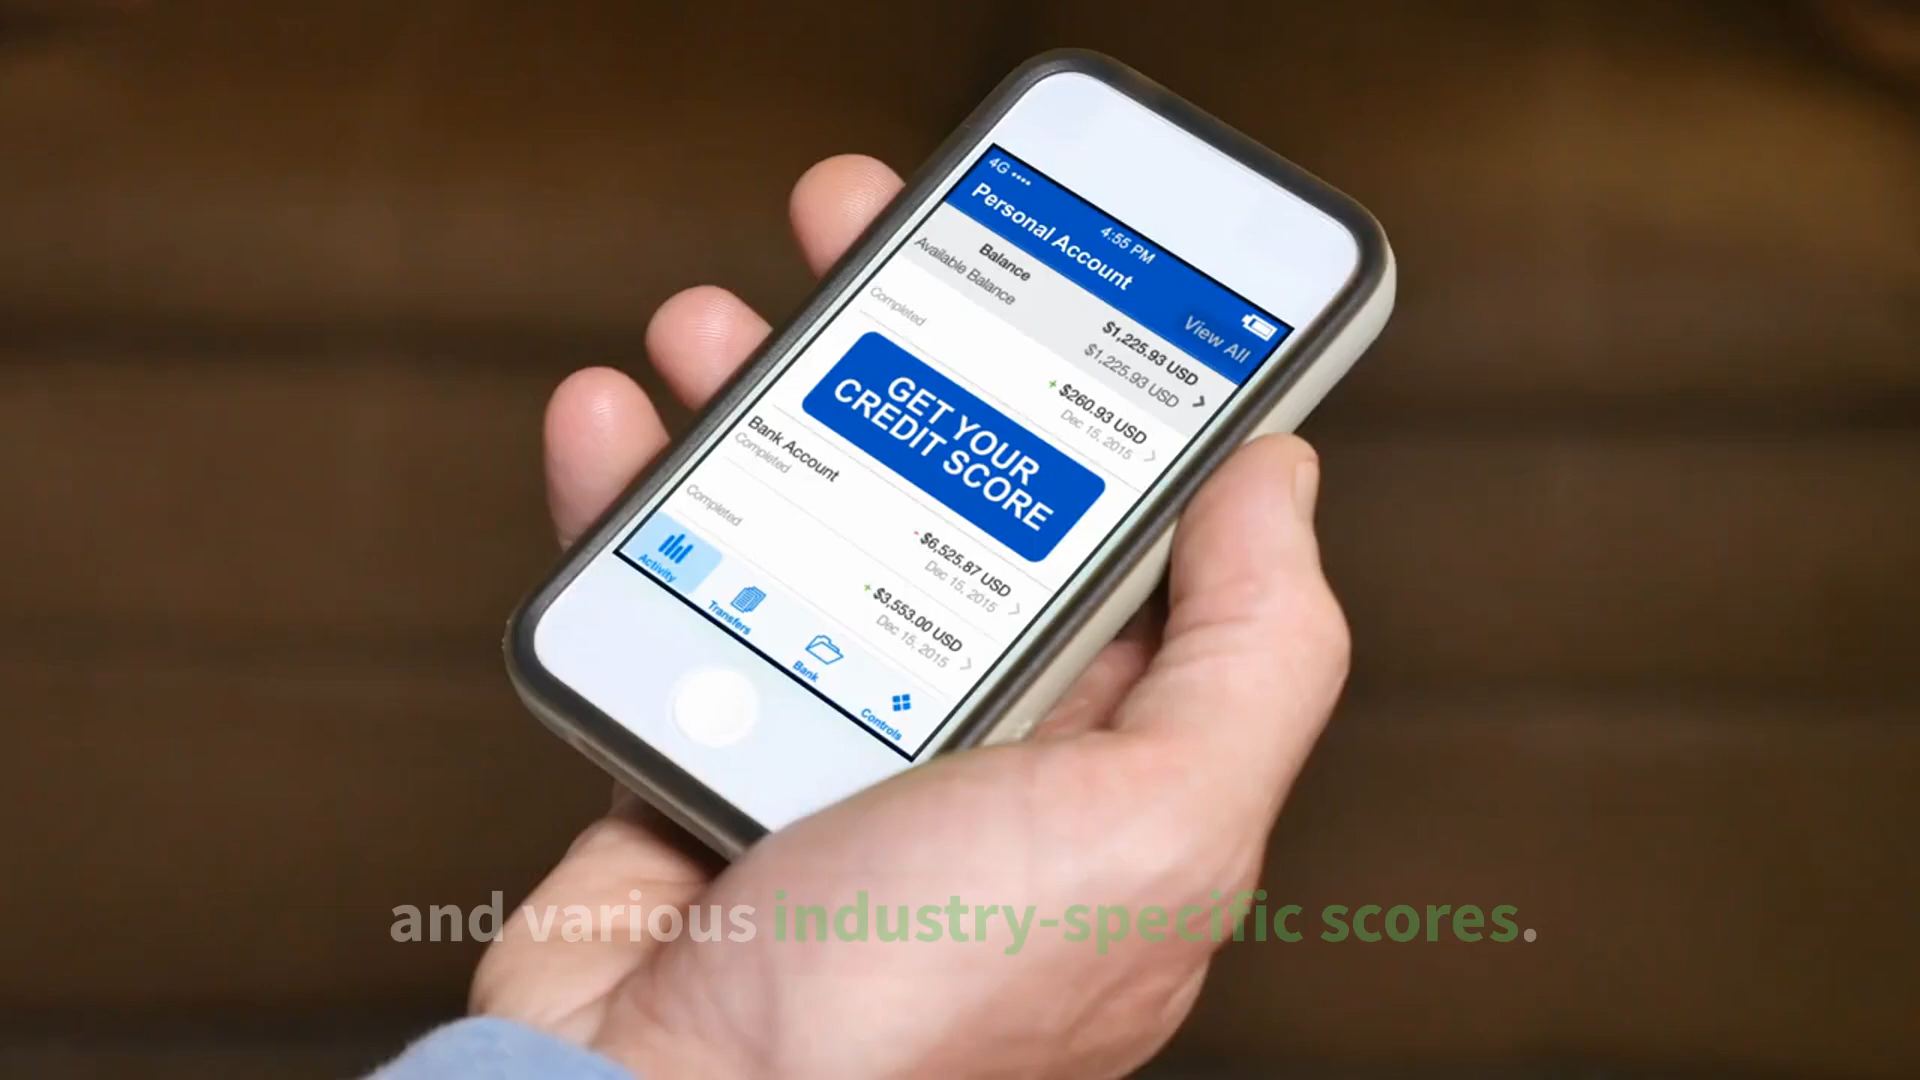 4G ••••
4:55 PM
Personal Account
View All
Balance
$1,225.93 USD
Available Balance
$1,225.93 USD
Completed
+ $260.93 USD
Dec 15, 2015
GET YOUR
CREDIT SCORE
Bank Account
- $6,525.87 USD
Completed
Dec 15, 2015
+ $3,553.00 USD
Completed
Dec 15, 2015
Activity
Transfers
Bank
Controls
and various industry-specific scores.